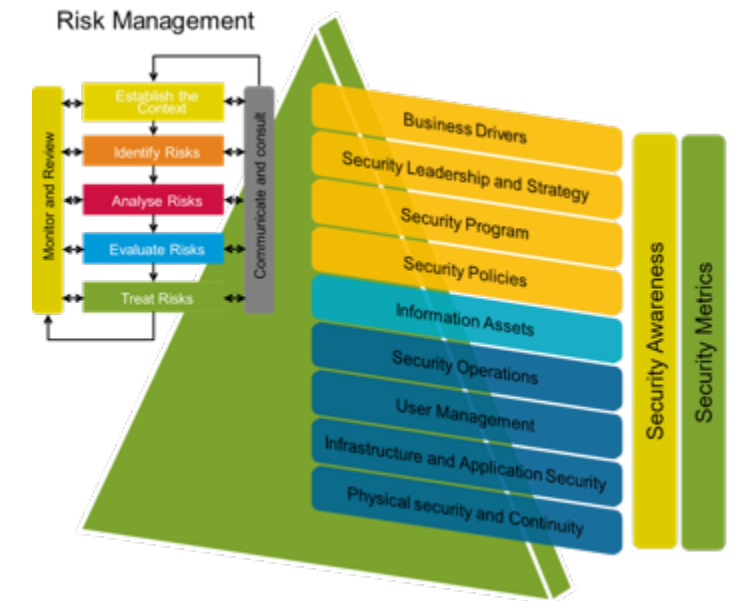 Risk Management
Establish the
Context
Identify Risks
Analyse Risks
Evaluate Risks
Treat Risks
Monitor and Review
Communicate and consult
Business Drivers
Security Leadership and Strategy
Security Program
Security Policies
Information Assets
Security Operations
User Management
Infrastructure and Application Security
Physical security and Continuity
Security Awareness
Security Metrics